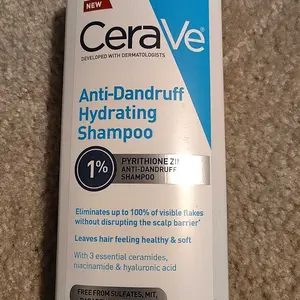 NEW
CeraVe
DEVELOPED WITH DERMATOLOGISTS
Anti-Dandruff
Hydrating
Shampoo
1%
PYRITHIONE
ANTI-DANDRUFF
SHAMPOO
Eliminates up to 100% of visible flakes
without disrupting the scalp barrier*
Leaves hair feeling healthy & soft
With 3 essential ceramides,
niacinamide & hyaluronic acid
FREE FROM SULFATES, MIT,